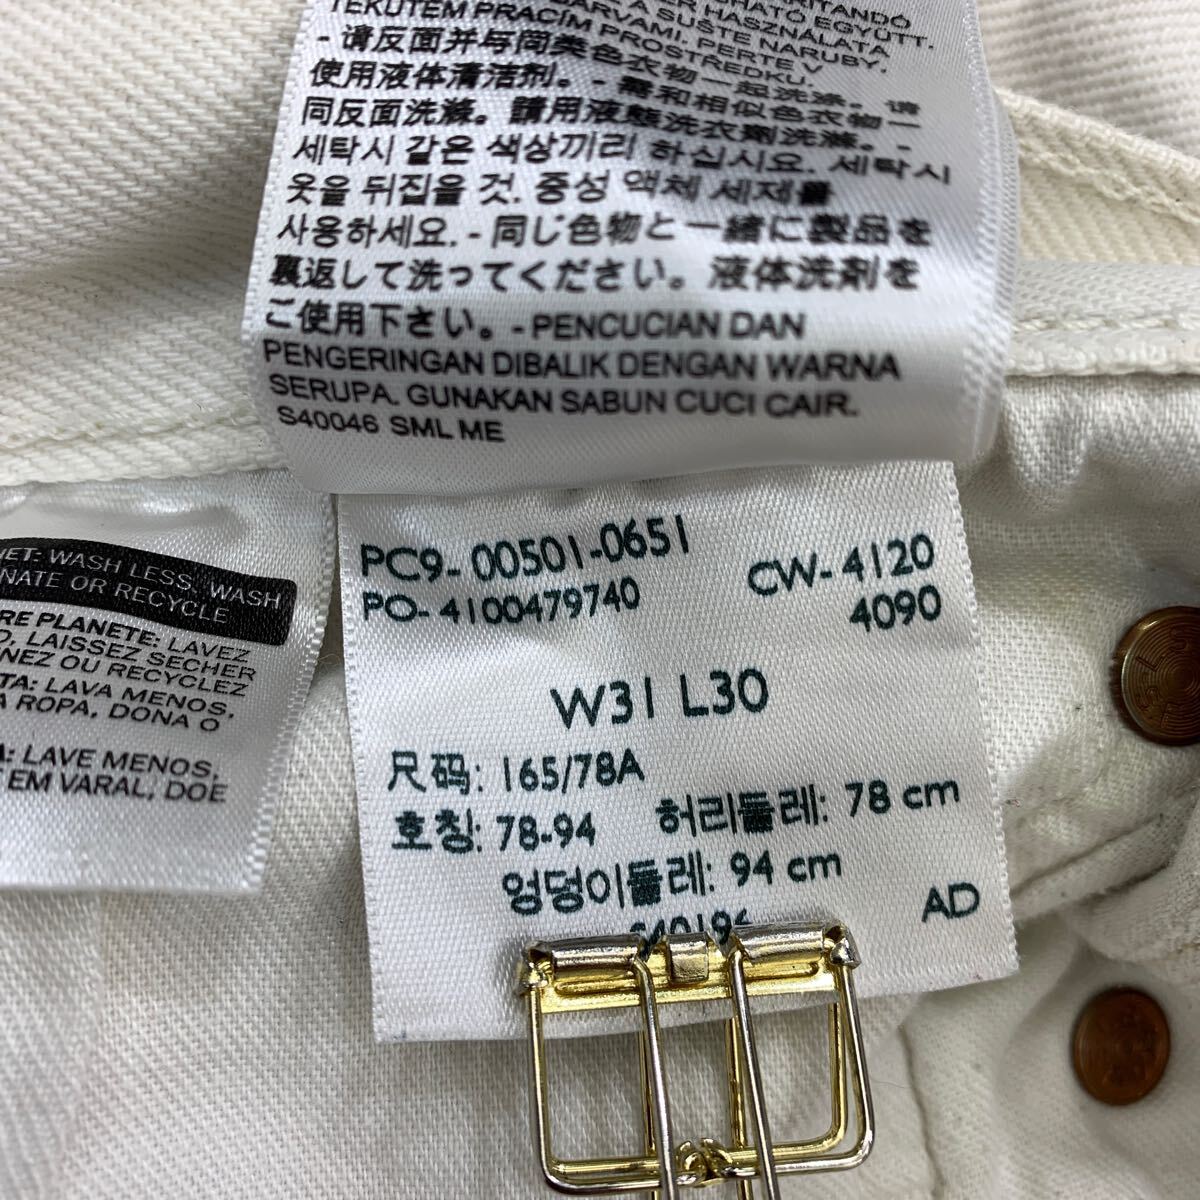 TEKUTEM PRACÍM PROSTŘEDKU.
- 请反面并与同类色衣物一起洗涤。请
使用液体清洁剂。- 需和相似色衣物一
同反面洗滌。請用液態洗衣劑洗滌。-
세탁시 같은 색상끼리 하십시요. 세탁시
옷을 뒤집을 것. 중성 액체 세제를
사용하세요. - 同じ色物と一緒に製品を
裏返して洗ってください。液体洗剤を
ご使用下さい。- PENCUCIAN DAN
PENGERINGAN DIBALIK DENGAN WARNA
SERUPA. GUNAKAN SABUN CUCI CAIR.
S40046 SML ME
WASH LESS, WASH
NATE OR RECYCLE
RE PLANETE: LAVEZ
LAISSEZ SECHER
NEZ OU RECYCLEZ
TA: LAVA MENOS,
A ROPA, DONA O
A: LAVE MENOS,
EM VARAL, DOE
PC9- 00501-0651
PO- 4100479740
CW- 4120
4090
W31 L30
尺码: 165/78A
호칭: 78-94
허리둘레: 78 cm
엉덩이둘레: 94 cm
AD